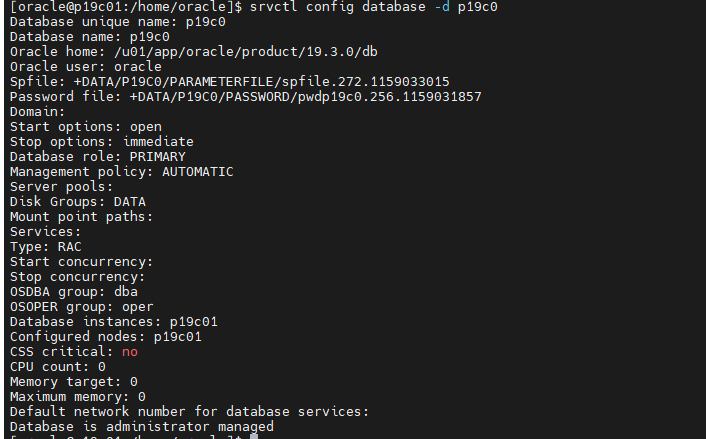 [oracle@p19c01:/home/oracle]$ srvctl config database -d p19c0
Database unique name: p19c0
Database name: p19c0
Oracle home: /u01/app/oracle/product/19.3.0/db
Oracle user: oracle
Spfile: +DATA/P19C0/PARAMETERFILE/spfile.272.1159033015
Password file: +DATA/P19C0/PASSWORD/pwdp19c0.256.1159031857
Domain:
Start options: open
Stop options: immediate
Database role: PRIMARY
Management policy: AUTOMATIC
Server pools:
Disk Groups: DATA
Mount point paths:
Services:
Type: RAC
Start concurrency:
Stop concurrency:
OSDBA group: dba
OSOPER group: oper
Database instances: p19c01
Configured nodes: p19c01
CSS critical: no
CPU count: 0
Memory target: 0
Maximum memory: 0
Default network number for database services:
Database is administrator managed
[oracle@p19c01:/home/oracle]$